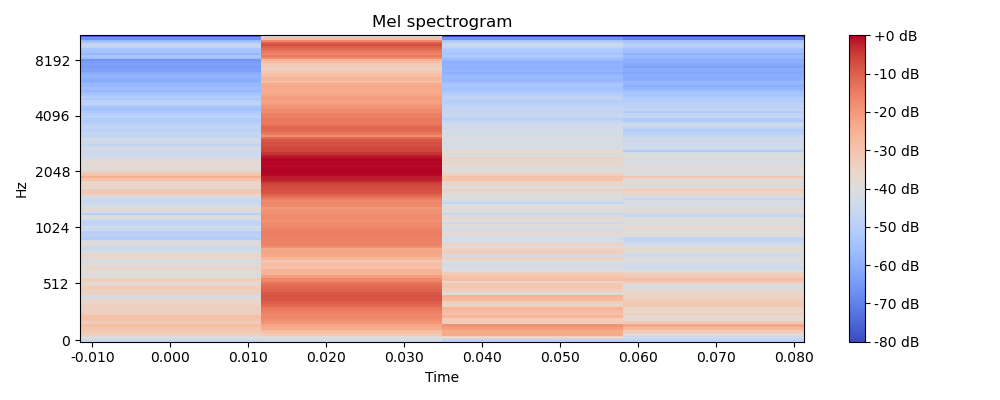 Mel spectrogram
+0 dB
8192
-10 dB
4096
-20 dB
-30 dB
2048
Hz
-40 dB
1024
-50 dB
512
-60 dB
-70 dB
0
-80 dB
-0.010 0.000 0.010 0.020 0.030 0.040 0.050 0.060 0.070 0.080
Time